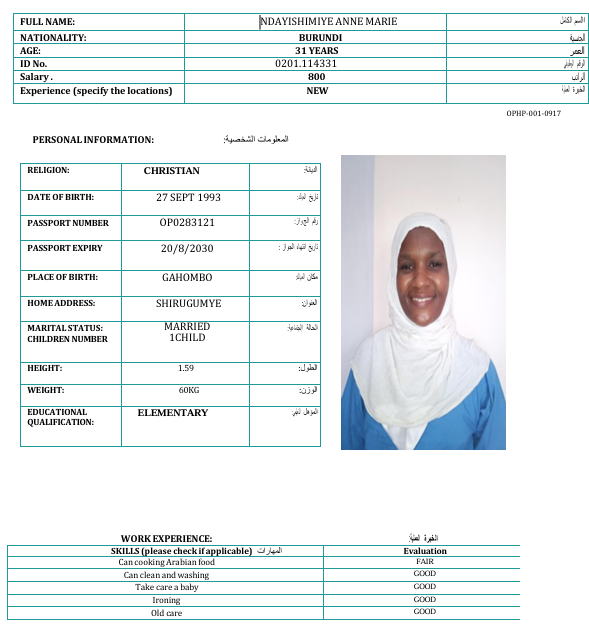 FULL NAME: NDAYISHIMIYE ANNE MARIE الاسم الكامل
NATIONALITY: BURUNDI الجنسية
AGE: 31 YEARS العمر
ID No. 0201.114331 الرقم الوطني
Salary . 800 الراتب
Experience (specify the locations) NEW الخبرة
OPHP-001-0917
PERSONAL INFORMATION: المعلومات الشخصية:
RELIGION: CHRISTIAN الديانة:
DATE OF BIRTH: 27 SEPT 1993 تاريخ
PASSPORT NUMBER OP0283121 رقم الجواز:
PASSPORT EXPIRY 20/8/2030 تاريخ انتهاء الجواز :
PLACE OF BIRTH: GAHOMBO مكان
HOME ADDRESS: SHIRUGUMYE العنوان:
MARITAL STATUS: MARRIED الحالة
CHILDREN NUMBER 1CHILD
HEIGHT: 1.59 الطول:
WEIGHT: 60KG الوزن:
EDUCATIONAL ELEMENTARY المؤهل
QUALIFICATION:
WORK EXPERIENCE: الخبرة
SKILLS (please check if applicable) المهارات Evaluation
Can cooking Arabian food FAIR
Can clean and washing GOOD
Take care a baby GOOD
Ironing GOOD
Old care GOOD